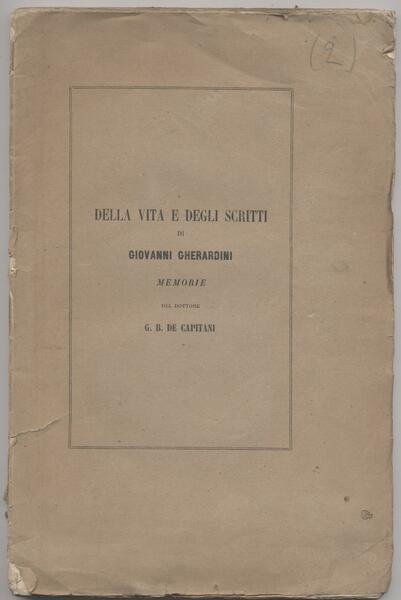 (2)
DELLA VITA E DEGLI SCRITTI
DI
GIOVANNI GHERARDINI
MEMORIE
DEL DOTTORE
G. B. DE CAPITANI